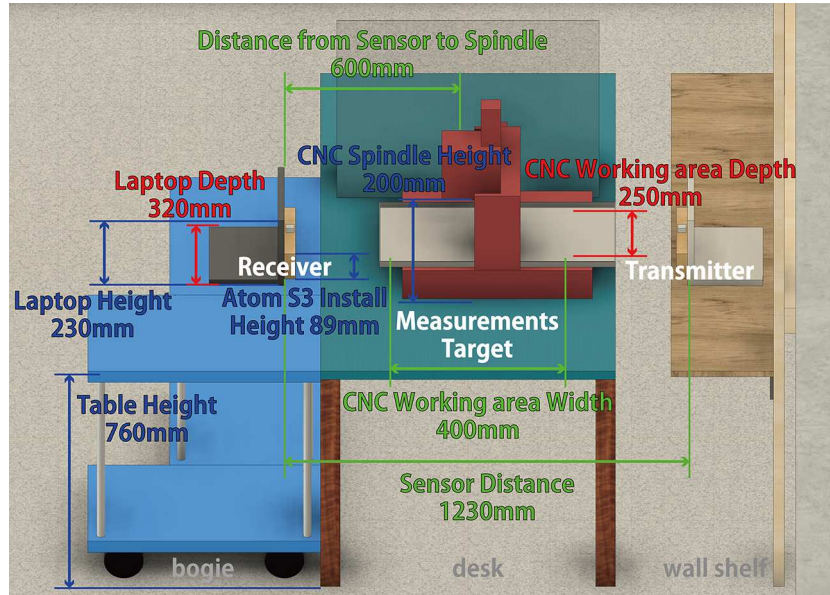 Distance from Sensor to Spindle
600mm
CNC Spindle Height
200mm
CNC Working area Depth
250mm
Laptop Depth
320mm
Receiver
Transmitter
Laptop Height
230mm
Atom S3 Install
Height 89mm
Measurements
Target
Table Height
760mm
CNC Working area Width
400mm
Sensor Distance
1230mm
bogie
desk
wall shelf